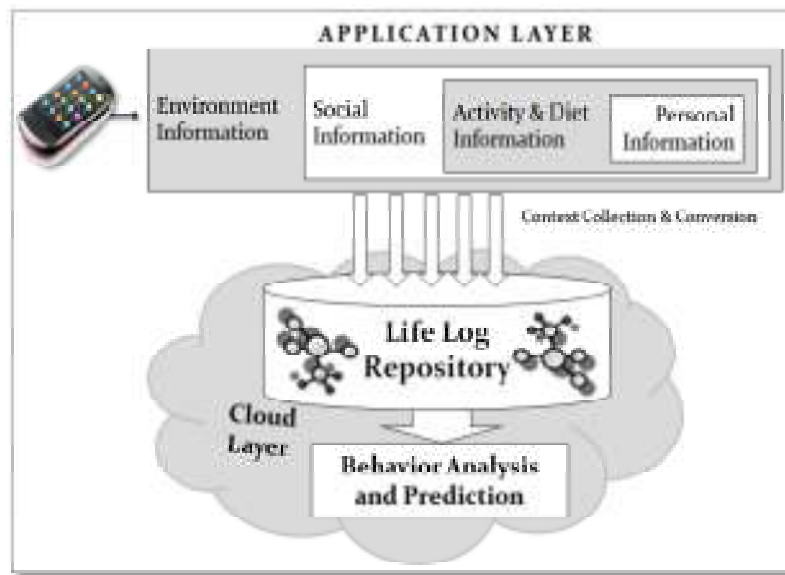 APPLICATION LAYER
Environment
Information
Social
Information
Activity & Diet
Information
Personal
Information
Context Collection & Conversion
Life Log
Repository
Cloud
Layer
Behavior Analysis
and Prediction